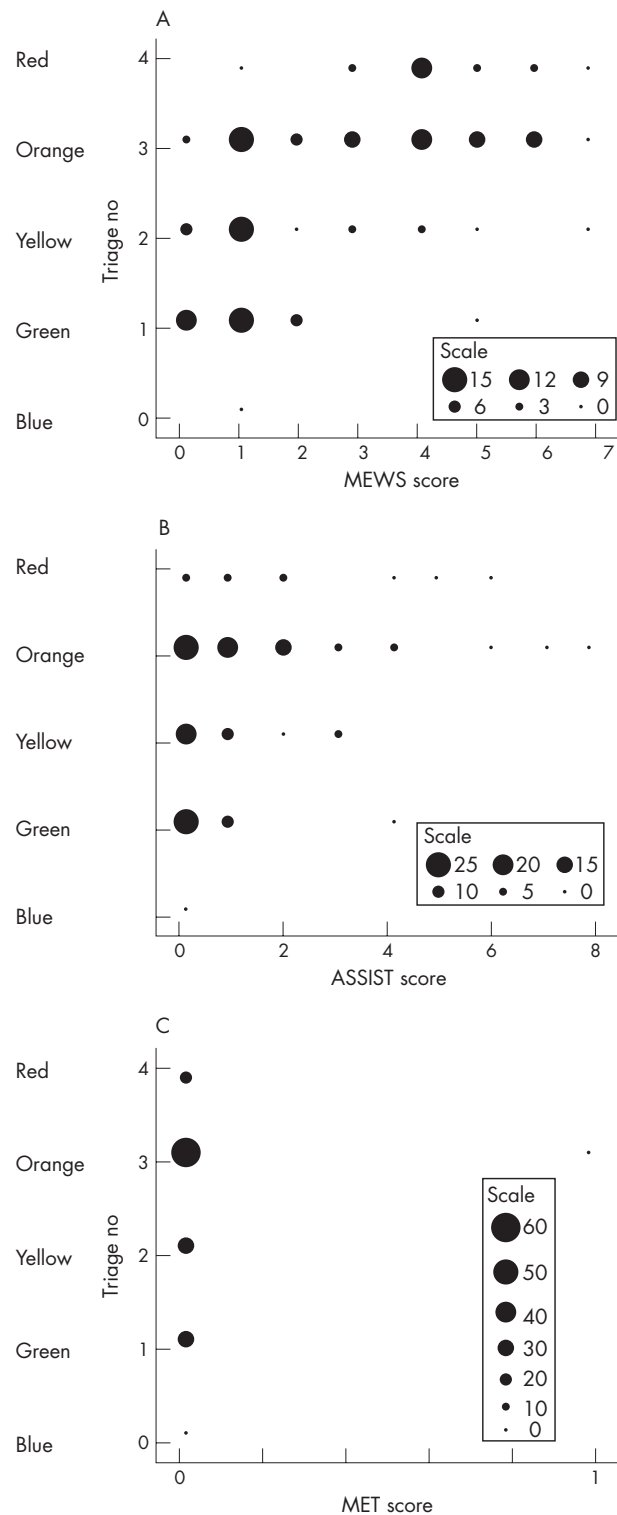 A
Red
Orange
Yellow
Green
Blue
Triage no
4
3
2
1
0
Scale
15 12 9
6 3 0
0 1 2 3 4 5 6 7
MEWS score
B
Red
Orange
Yellow
Green
Blue
Scale
25 20 15
10 5 0
0 2 4 6 8
ASSIST score
C
Red
Orange
Yellow
Green
Blue
Triage no
4
3
2
1
0
Scale
60
50
40
30
20
10
0
0 1
MET score